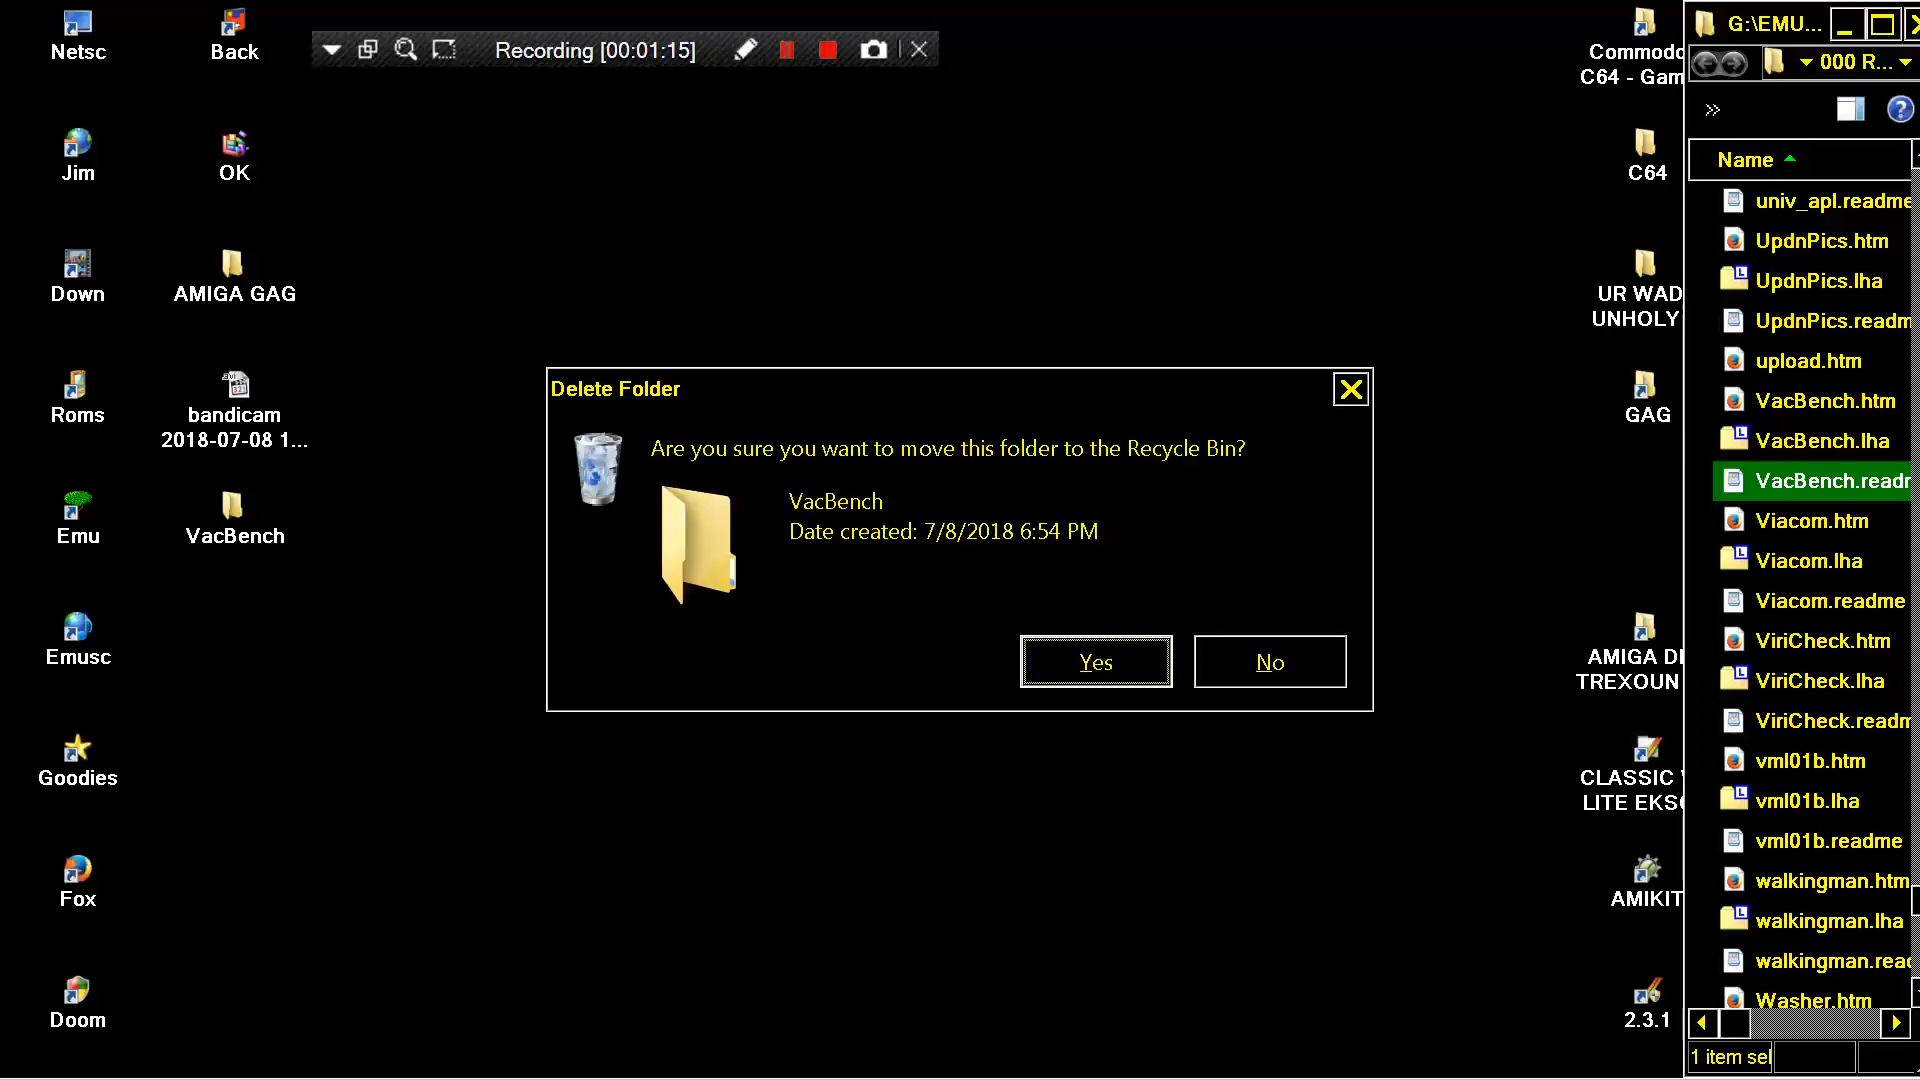 Netsc
Back
Recording [00:01:15]
Jim
OK
Down
AMIGA GAG
Roms
bandicam
2018-07-08 1...
Emu
VacBench
Emusc
Goodies
Fox
Doom
Delete Folder
Are you sure you want to move this folder to the Recycle Bin?
VacBench
Date created: 7/8/2018 6:54 PM
Yes
No
Commodo
C64 - Gam
C64
UR WAD
UNHOLY
GAG
AMIGA DI
TREXOUN
CLASSIC
LITE EKS
AMIKIT
2.3.1
G:\EMU...
000 R...
»
Name
univ_apl.readme
UpdnPics.htm
UpdnPics.lha
UpdnPics.readm
upload.htm
VacBench.htm
VacBench.lha
VacBench.readr
Viacom.htm
Viacom.lha
Viacom.readme
ViriCheck.htm
ViriCheck.lha
ViriCheck.readm
vml01b.htm
vml01b.lha
vml01b.readme
walkingman.htm
walkingman.lha
walkingman.reac
Washer.htm
1 item sel